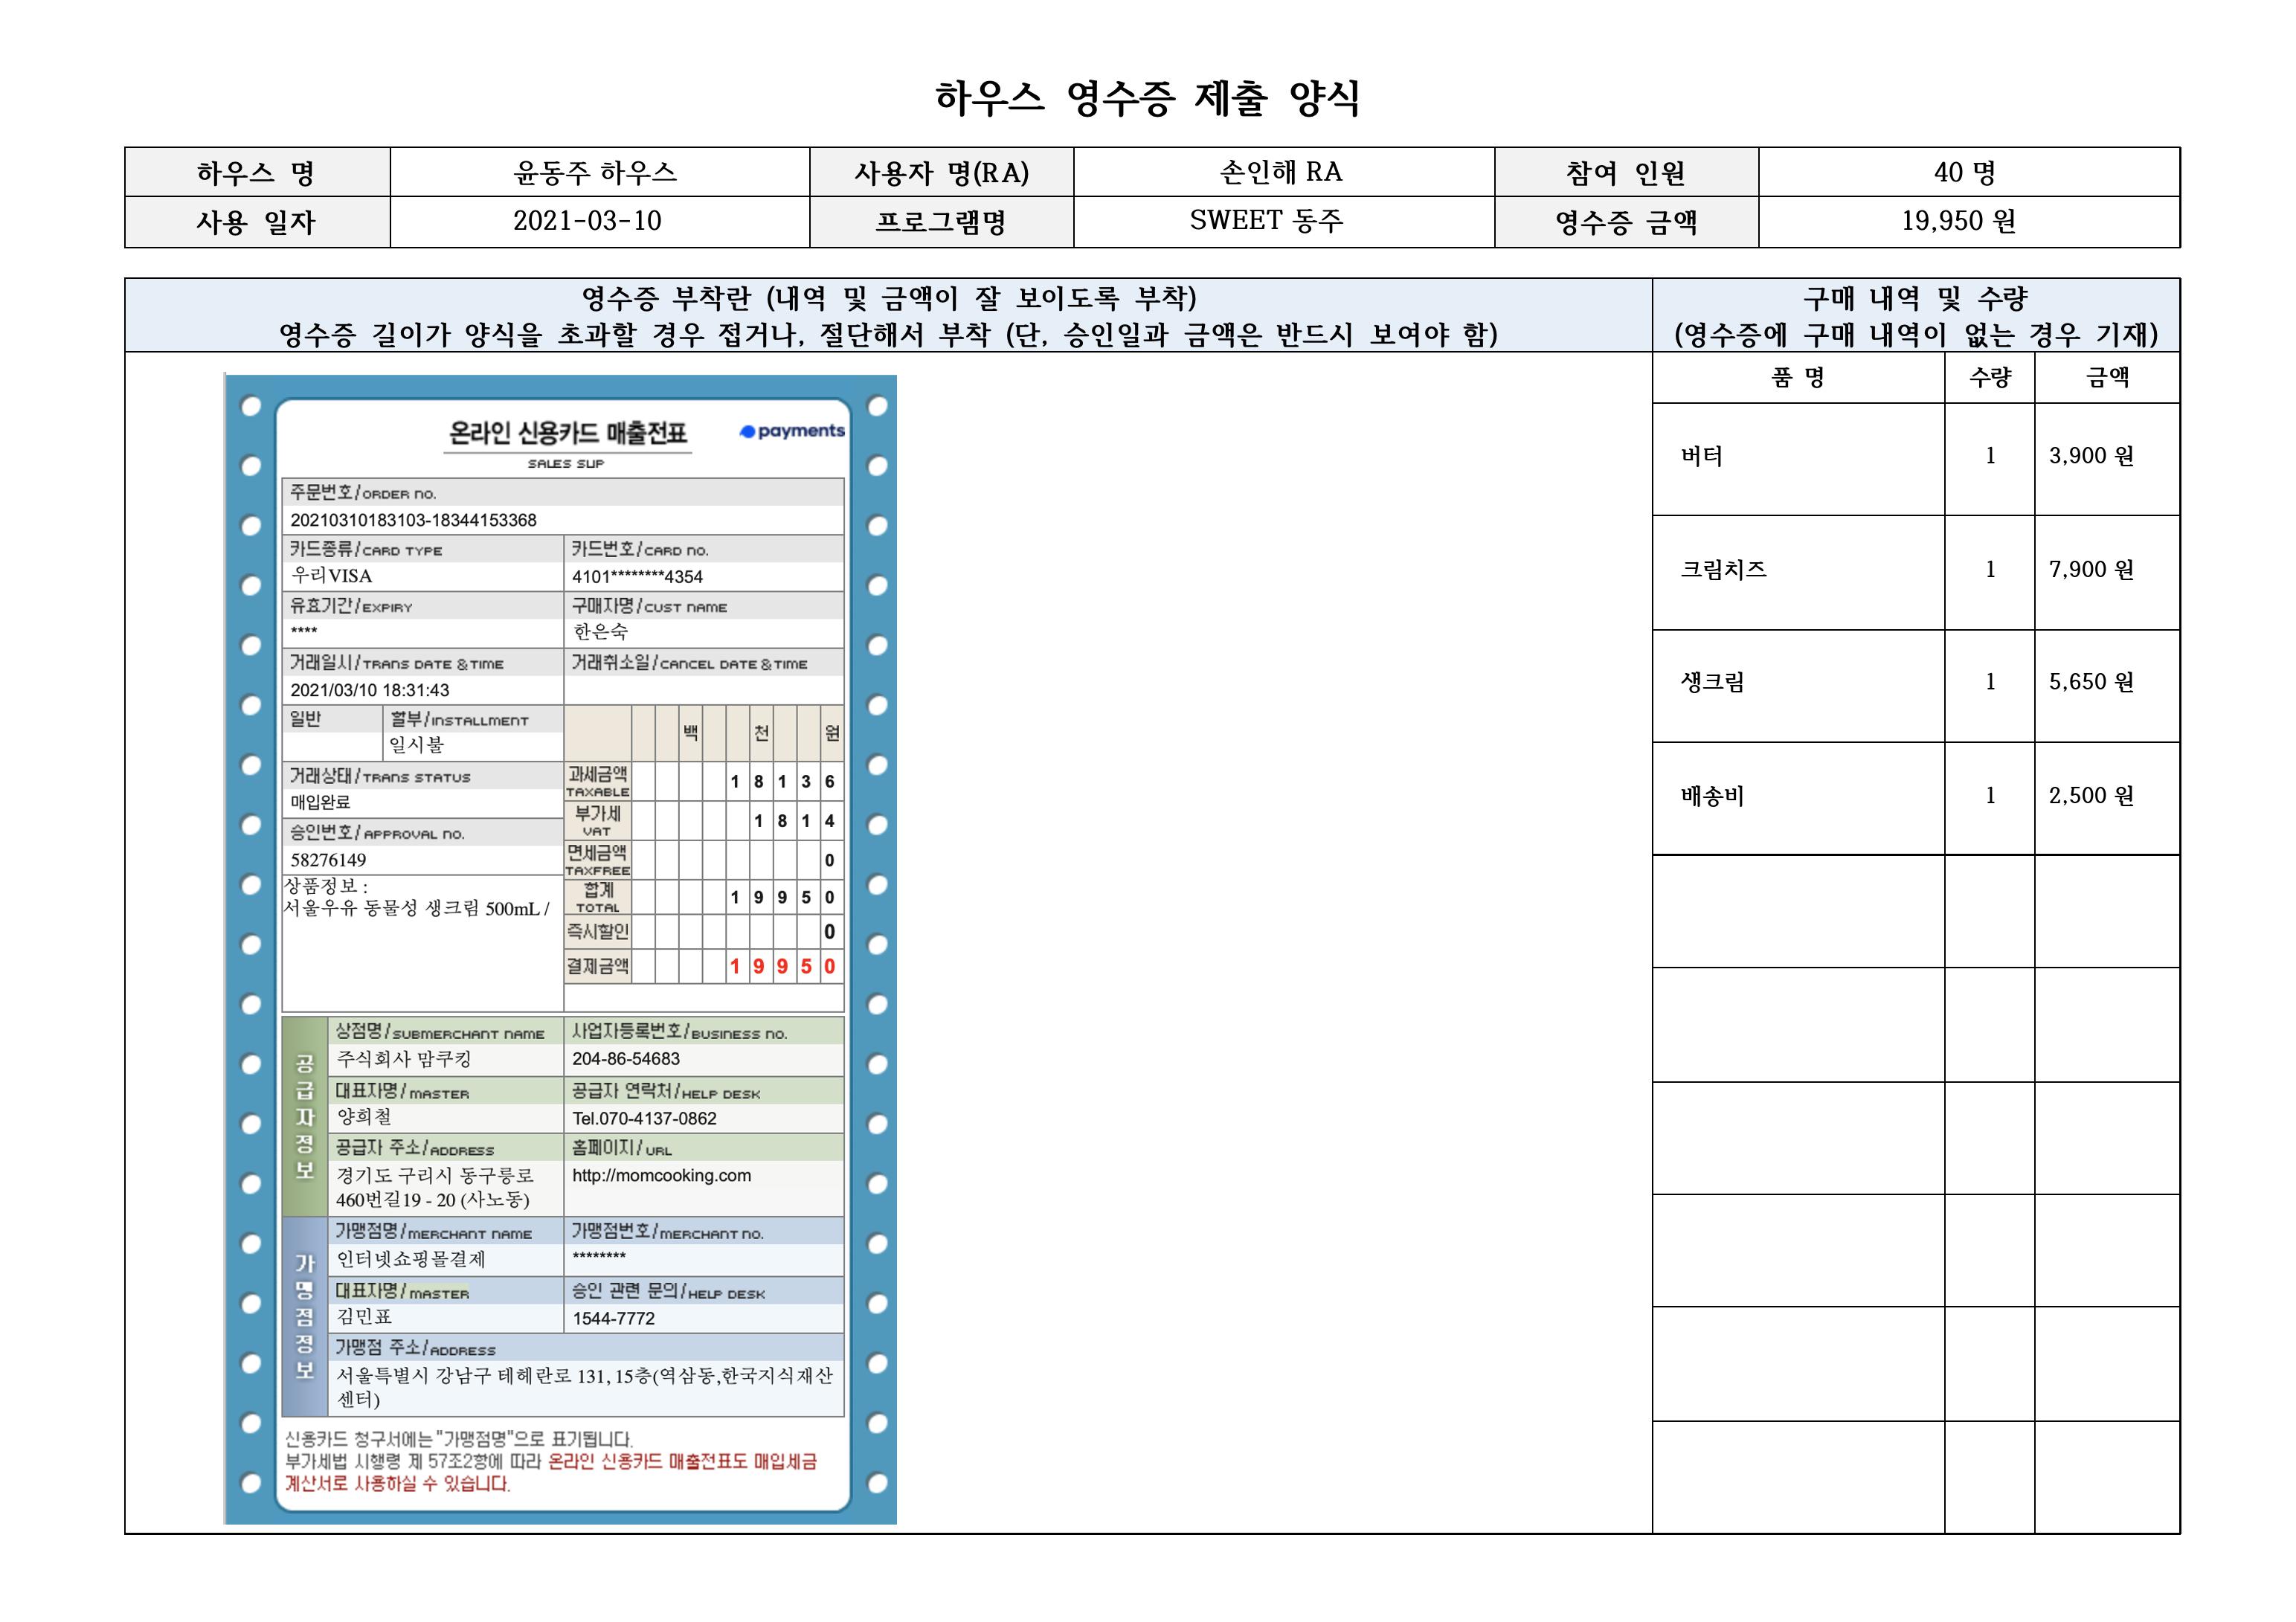 하우스 영수증 제출 양식
하우스 명 윤동주 하우스 사용자 명(RA) 손인해 RA 참여 인원 40 명
사용 일자 2021-03-10 프로그램명 SWEET 동주 영수증 금액 19,950 원
영수증 부착란 (내역 및 금액이 잘 보이도록 부착)
영수증 길이가 양식을 초과할 경우 접거나, 절단해서 부착 (단, 승인일과 금액은 반드시 보여야 함)
구매 내역 및 수량
(영수증에 구매 내역이 없는 경우 기재)
품 명 수량 금액
버터 1 3,900 원
크림치즈 1 7,900 원
생크림 1 5,650 원
배송비 1 2,500 원
온라인 신용카드 매출전표
SALES SLIP
payments
주문번호/ORDER NO.
20210310183103-18344153368
카드종류/CARD TYPE 카드번호/CARD NO.
우리VISA 4101********4354
유효기간/EXPIRY 구매자명/CUST NAME
**** 한은숙
거래일시/TRANS DATE & TIME 거래취소일/CANCEL DATE & TIME
2021/03/10 18:31:43
일반 할부/INSTALLMENT
일시불
거래상태/TRANS STATUS
매입완료
승인번호/APPROVAL NO.
58276149
상품정보 :
서울우유 동물성 생크림 500mL /
백 천 원
과세금액 TAXABLE 1 8 1 3 6
부가세 VAT 1 8 1 4
면세금액 TAXFREE 0
합계 TOTAL 1 9 9 5 0
즉시할인 0
결제금액 1 9 9 5 0
공급자정보
상점명/SUBMERCHANT NAME 사업자등록번호/BUSINESS NO.
주식회사 맘쿠킹 204-86-54683
대표자명/MASTER 공급자 연락처/HELP DESK
양희철 Tel.070-4137-0862
공급자 주소/ADDRESS 홈페이지/URL
경기도 구리시 동구릉로 http://momcooking.com
460번길19 - 20 (사노동)
가맹점정보
가맹점명/MERCHANT NAME 가맹점번호/MERCHANT NO.
인터넷쇼핑몰결제 *******
대표자명/MASTER 승인 관련 문의/HELP DESK
김민표 1544-7772
가맹점 주소/ADDRESS
서울특별시 강남구 테헤란로 131, 15층(역삼동,한국지식재산
센터)
신용카드 청구서에는 "가맹점명"으로 표기됩니다.
부가세법 시행령 제 57조2항에 따라 온라인 신용카드 매출전표도 매입세금
계산서로 사용하실 수 있습니다.